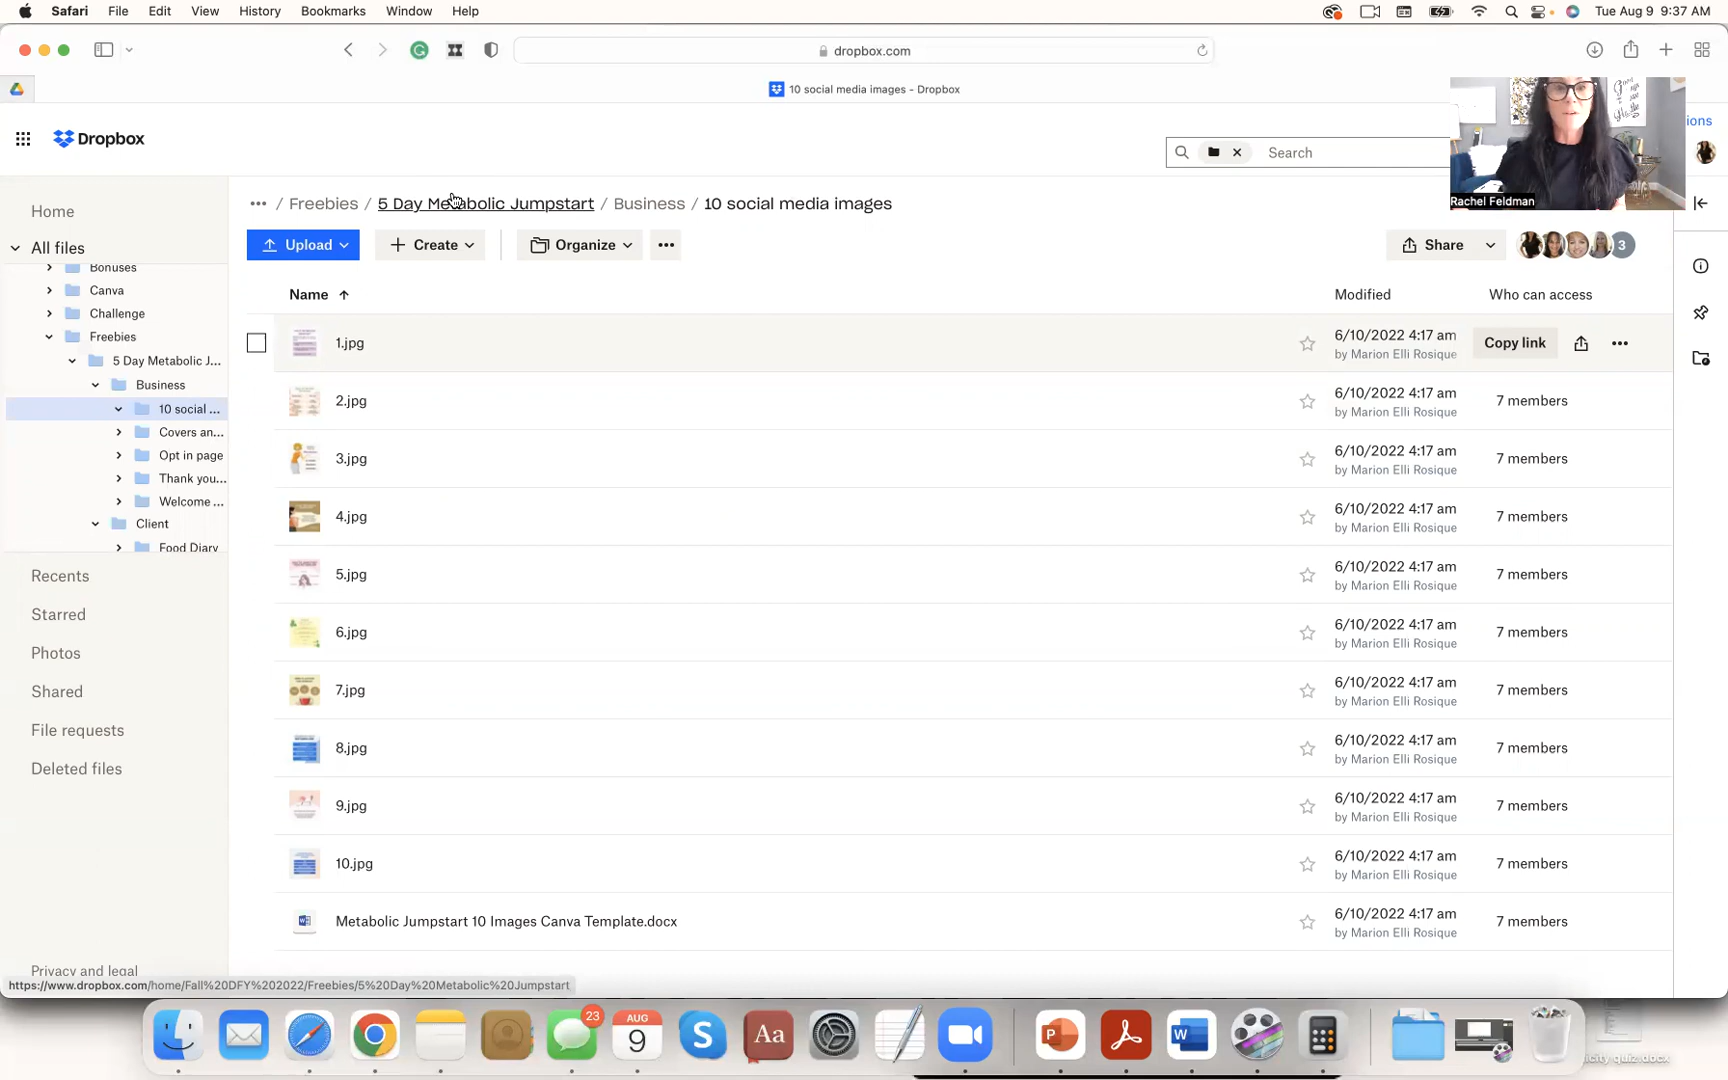 Safari File Edit View History Bookmarks Window Help Tue Aug 9 9:37 AM
dropbox.com
10 social media images - Dropbox
Dropbox
Search
ions
Rachel Feldman
Home
All files
Bonuses
Canva
Challenge
Freebies
5 Day Metabolic J...
Business
10 social ...
Covers an...
Opt in page
Thank you...
Welcome ...
Client
Food Diary
Recents
Starred
Photos
Shared
File requests
Deleted files
Privacy and legal
... / Freebies / 5 Day Metabolic Jumpstart / Business / 10 social media images
Upload Create Organize ... Share 3
Name Modified Who can access
1.jpg 6/10/2022 4:17 am Copy link
by Marion Elli Rosique
2.jpg 6/10/2022 4:17 am 7 members
by Marion Elli Rosique
3.jpg 6/10/2022 4:17 am 7 members
by Marion Elli Rosique
4.jpg 6/10/2022 4:17 am 7 members
by Marion Elli Rosique
5.jpg 6/10/2022 4:17 am 7 members
by Marion Elli Rosique
6.jpg 6/10/2022 4:17 am 7 members
by Marion Elli Rosique
7.jpg 6/10/2022 4:17 am 7 members
by Marion Elli Rosique
8.jpg 6/10/2022 4:17 am 7 members
by Marion Elli Rosique
9.jpg 6/10/2022 4:17 am 7 members
by Marion Elli Rosique
10.jpg 6/10/2022 4:17 am 7 members
by Marion Elli Rosique
Metabolic Jumpstart 10 Images Canva Template.docx 6/10/2022 4:17 am 7 members
by Marion Elli Rosique
https://www.dropbox.com/home/Fall%20DFY%202022/Freebies/5%20Day%20Metabolic%20Jumpstart
23
AUG
9
S
Aa
P
W
icity quiz.docx